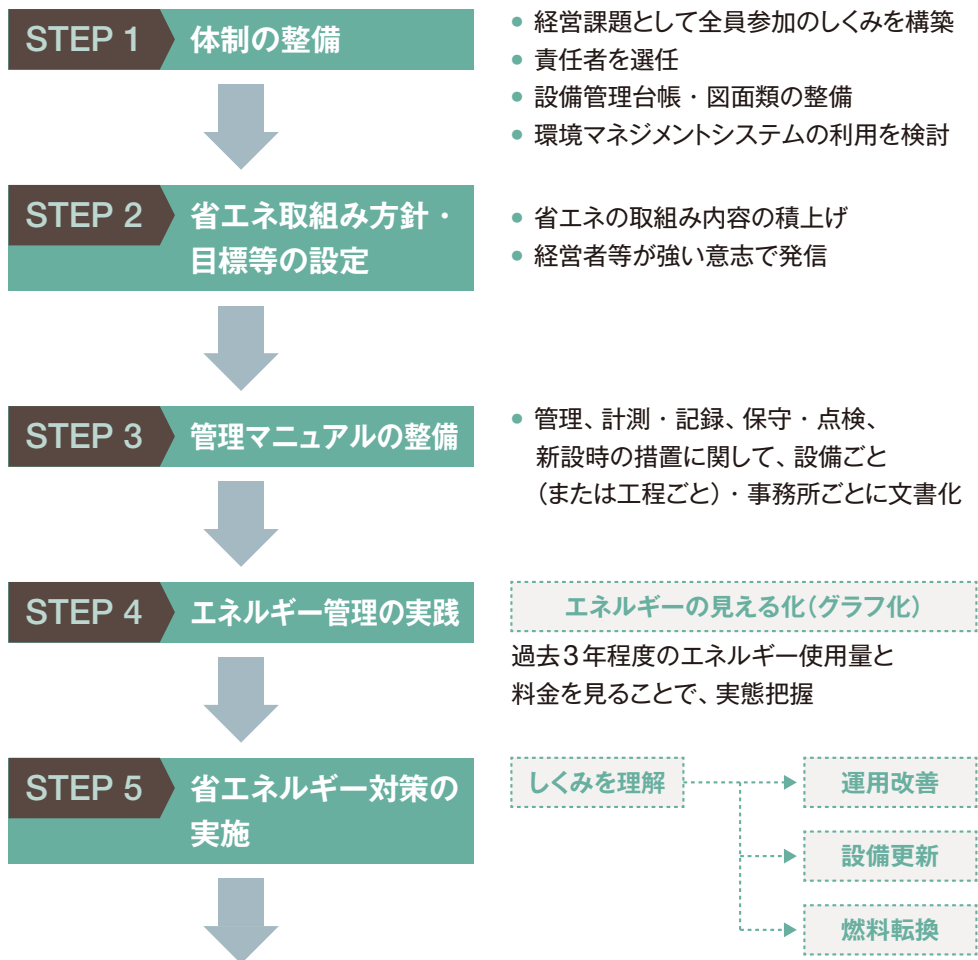 STEP 1 体制の整備
• 経営課題として全員参加のしくみを構築
• 責任者を選任
• 設備管理台帳・図面類の整備
• 環境マネジメントシステムの利用を検討
STEP 2 省エネ取組み方針・
目標等の設定
• 省エネの取組み内容の積上げ
• 経営者等が強い意志で発信
STEP 3 管理マニュアルの整備
• 管理、計測・記録、保守・点検、
新設時の措置に関して、設備ごと
（または工程ごと）・事務所ごとに文書化
STEP 4 エネルギー管理の実践
エネルギーの見える化（グラフ化）
過去3年程度のエネルギー使用量と
料金を見ることで、実態把握
STEP 5 省エネルギー対策の
実施
しくみを理解
運用改善
設備更新
燃料転換